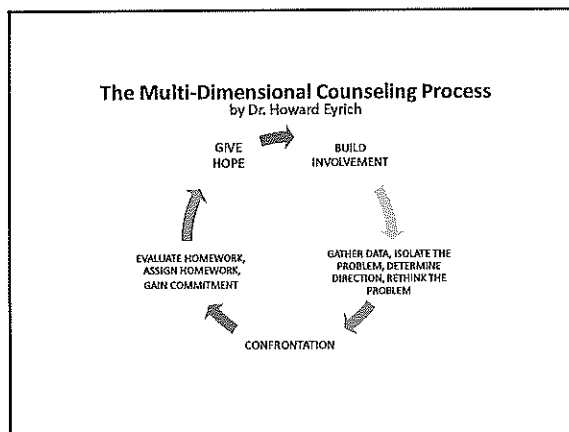 The Multi-Dimensional Counseling Process
by Dr. Howard Eyrich
GIVE
HOPE
BUILD
INVOLVEMENT
GATHER DATA, ISOLATE THE
PROBLEM, DETERMINE
DIRECTION, RETHINK THE
PROBLEM
CONFRONTATION
EVALUATE HOMEWORK,
ASSIGN HOMEWORK,
GAIN COMMITMENT